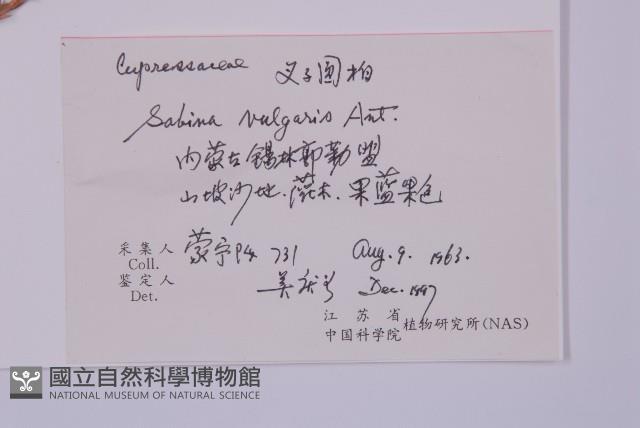 Cupressaceae 叉子圆柏
Sabina vulgaris Ant.
内蒙古锡林郭勒盟
山坡沙地. 灌木. 果蓝黑色
采集人 蒙宁 731 Aug. 9. 1963.
Coll.
鉴定人 Dec. 1997
Det.
江苏省
中国科学院 植物研究所(NAS)
國立自然科學博物館
NATIONAL MUSEUM OF NATURAL SCIENCE